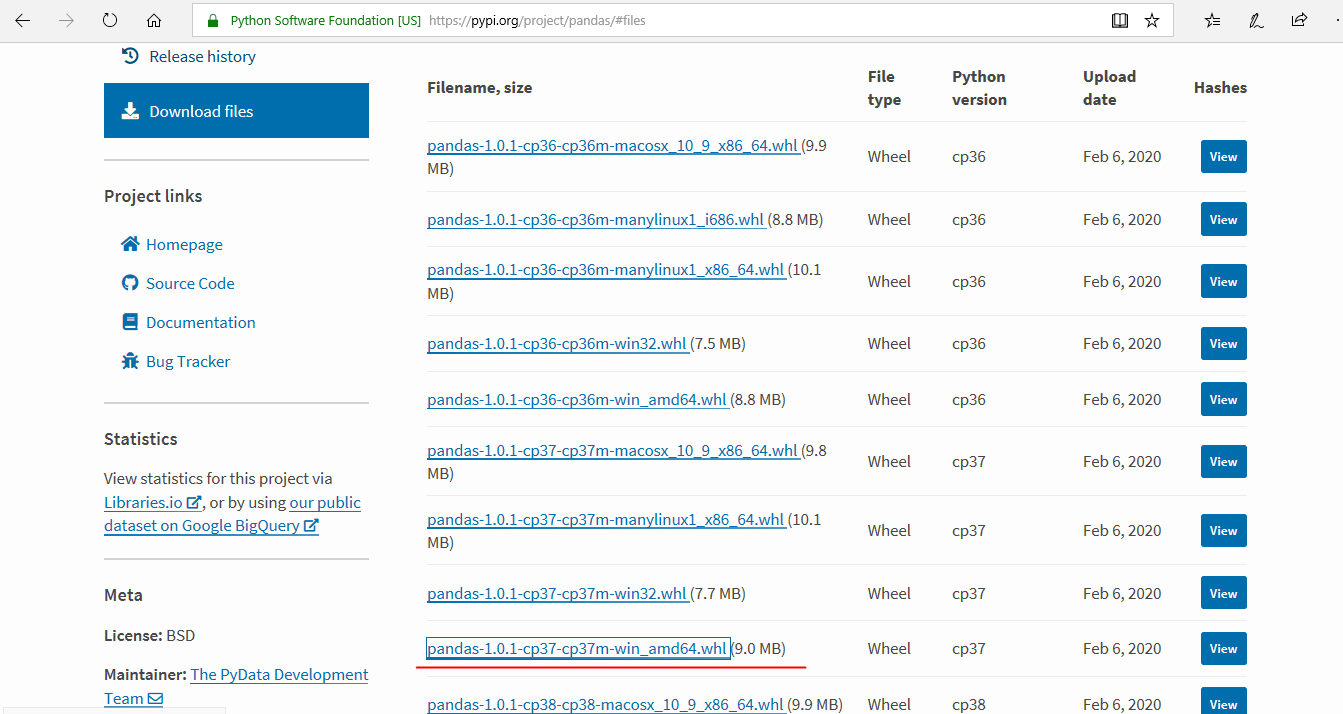 Python Software Foundation [US] https://pypi.org/project/pandas/#files
Release history
Download files
Project links
Homepage
Source Code
Documentation
Bug Tracker
Statistics
View statistics for this project via
Libraries.io , or by using our public
dataset on Google BigQuery
Meta
License: BSD
Maintainer: The PyData Development
Team
Filename, size File type Python version Upload date Hashes
pandas-1.0.1-cp36-cp36m-macosx_10_9_x86_64.whl (9.9
MB) Wheel cp36 Feb 6, 2020 View
pandas-1.0.1-cp36-cp36m-manylinux1_i686.whl (8.8 MB) Wheel cp36 Feb 6, 2020 View
pandas-1.0.1-cp36-cp36m-manylinux1_x86_64.whl (10.1
MB) Wheel cp36 Feb 6, 2020 View
pandas-1.0.1-cp36-cp36m-win32.whl (7.5 MB) Wheel cp36 Feb 6, 2020 View
pandas-1.0.1-cp36-cp36m-win_amd64.whl (8.8 MB) Wheel cp36 Feb 6, 2020 View
pandas-1.0.1-cp37-cp37m-macosx_10_9_x86_64.whl (9.8
MB) Wheel cp37 Feb 6, 2020 View
pandas-1.0.1-cp37-cp37m-manylinux1_x86_64.whl (10.1
MB) Wheel cp37 Feb 6, 2020 View
pandas-1.0.1-cp37-cp37m-win32.whl (7.7 MB) Wheel cp37 Feb 6, 2020 View
pandas-1.0.1-cp37-cp37m-win_amd64.whl (9.0 MB) Wheel cp37 Feb 6, 2020 View
pandas-1.0.1-cp38-cp38-macosx_10_9_x86_64.whl (9.9 MB) Wheel cp38 Feb 6, 2020 View